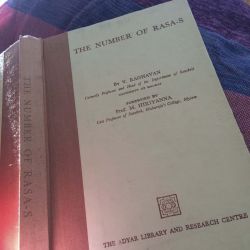 THE NUMBER OF RASA-S
THE NUMBER OF RASA-S
By V. RAGHAVAN
Formerly Professor and Head of the Department of Sanskrit
UNIVERSITY OF MADRAS
FOREWORD BY
Prof. M. HIRIYANNA
Late Professor of Sanskrit, Maharaja's College, Mysore
THE ADYAR LIBRARY AND RESEARCH CENTRE